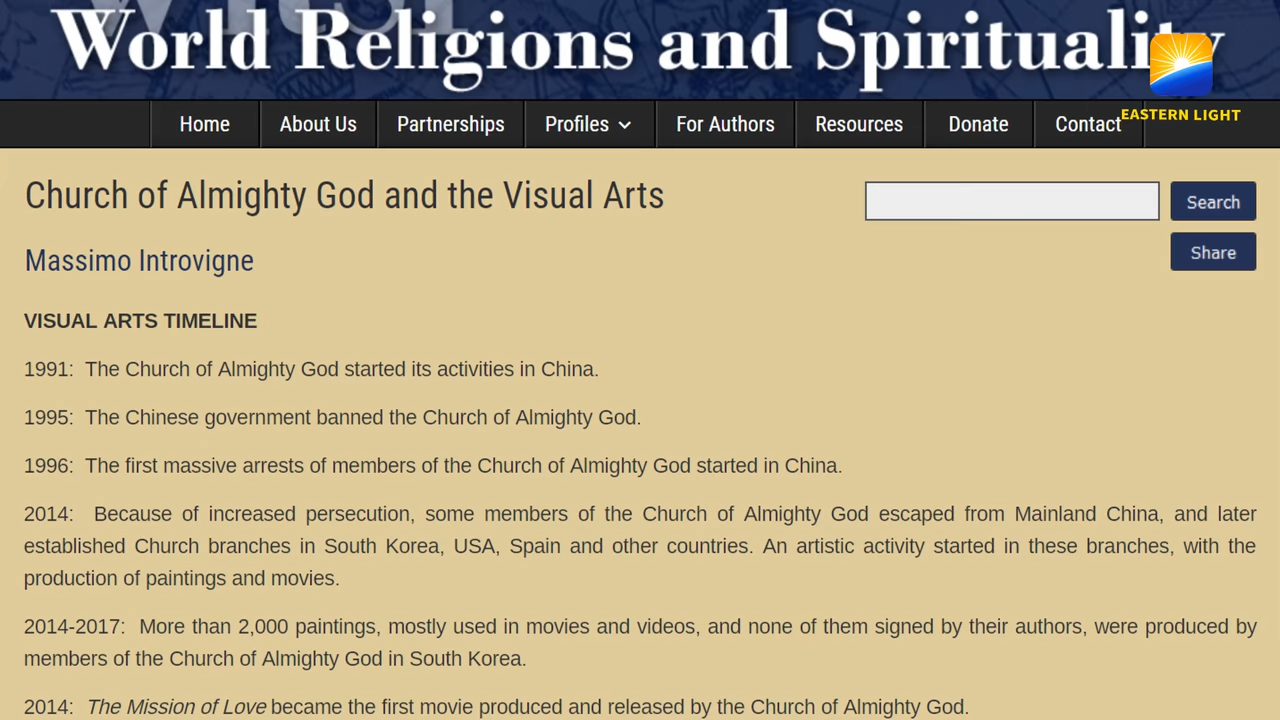 World Religions and Spirituality
EASTERN LIGHT
Home
About Us
Partnerships
Profiles
For Authors
Resources
Donate
Contact
Church of Almighty God and the Visual Arts
Search
Share
Massimo Introvigne
VISUAL ARTS TIMELINE
1991: The Church of Almighty God started its activities in China.
1995: The Chinese government banned the Church of Almighty God.
1996: The first massive arrests of members of the Church of Almighty God started in China.
2014: Because of increased persecution, some members of the Church of Almighty God escaped from Mainland China, and later
established Church branches in South Korea, USA, Spain and other countries. An artistic activity started in these branches, with the
production of paintings and movies.
2014-2017: More than 2,000 paintings, mostly used in movies and videos, and none of them signed by their authors, were produced by
members of the Church of Almighty God in South Korea.
2014: The Mission of Love became the first movie produced and released by the Church of Almighty God.